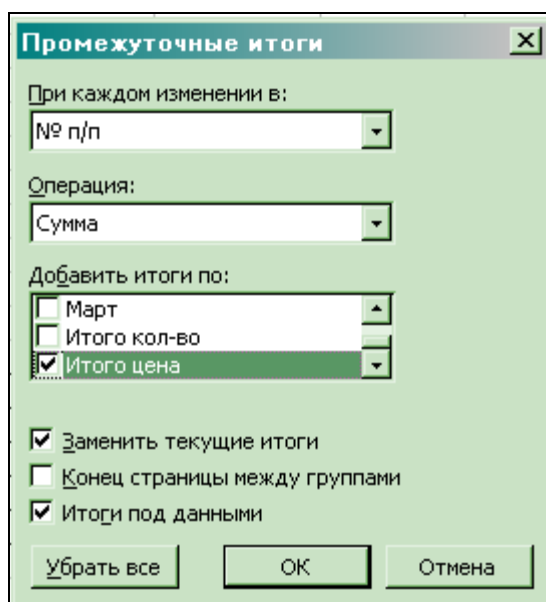 Промежуточные итоги
При каждом изменении в:
№ п/п
Операция:
Сумма
Добавить итоги по:
Март
Итого кол-во
Итого цена
Заменить текущие итоги
Конец страницы между группами
Итоги под данными
Убрать все ОК Отмена